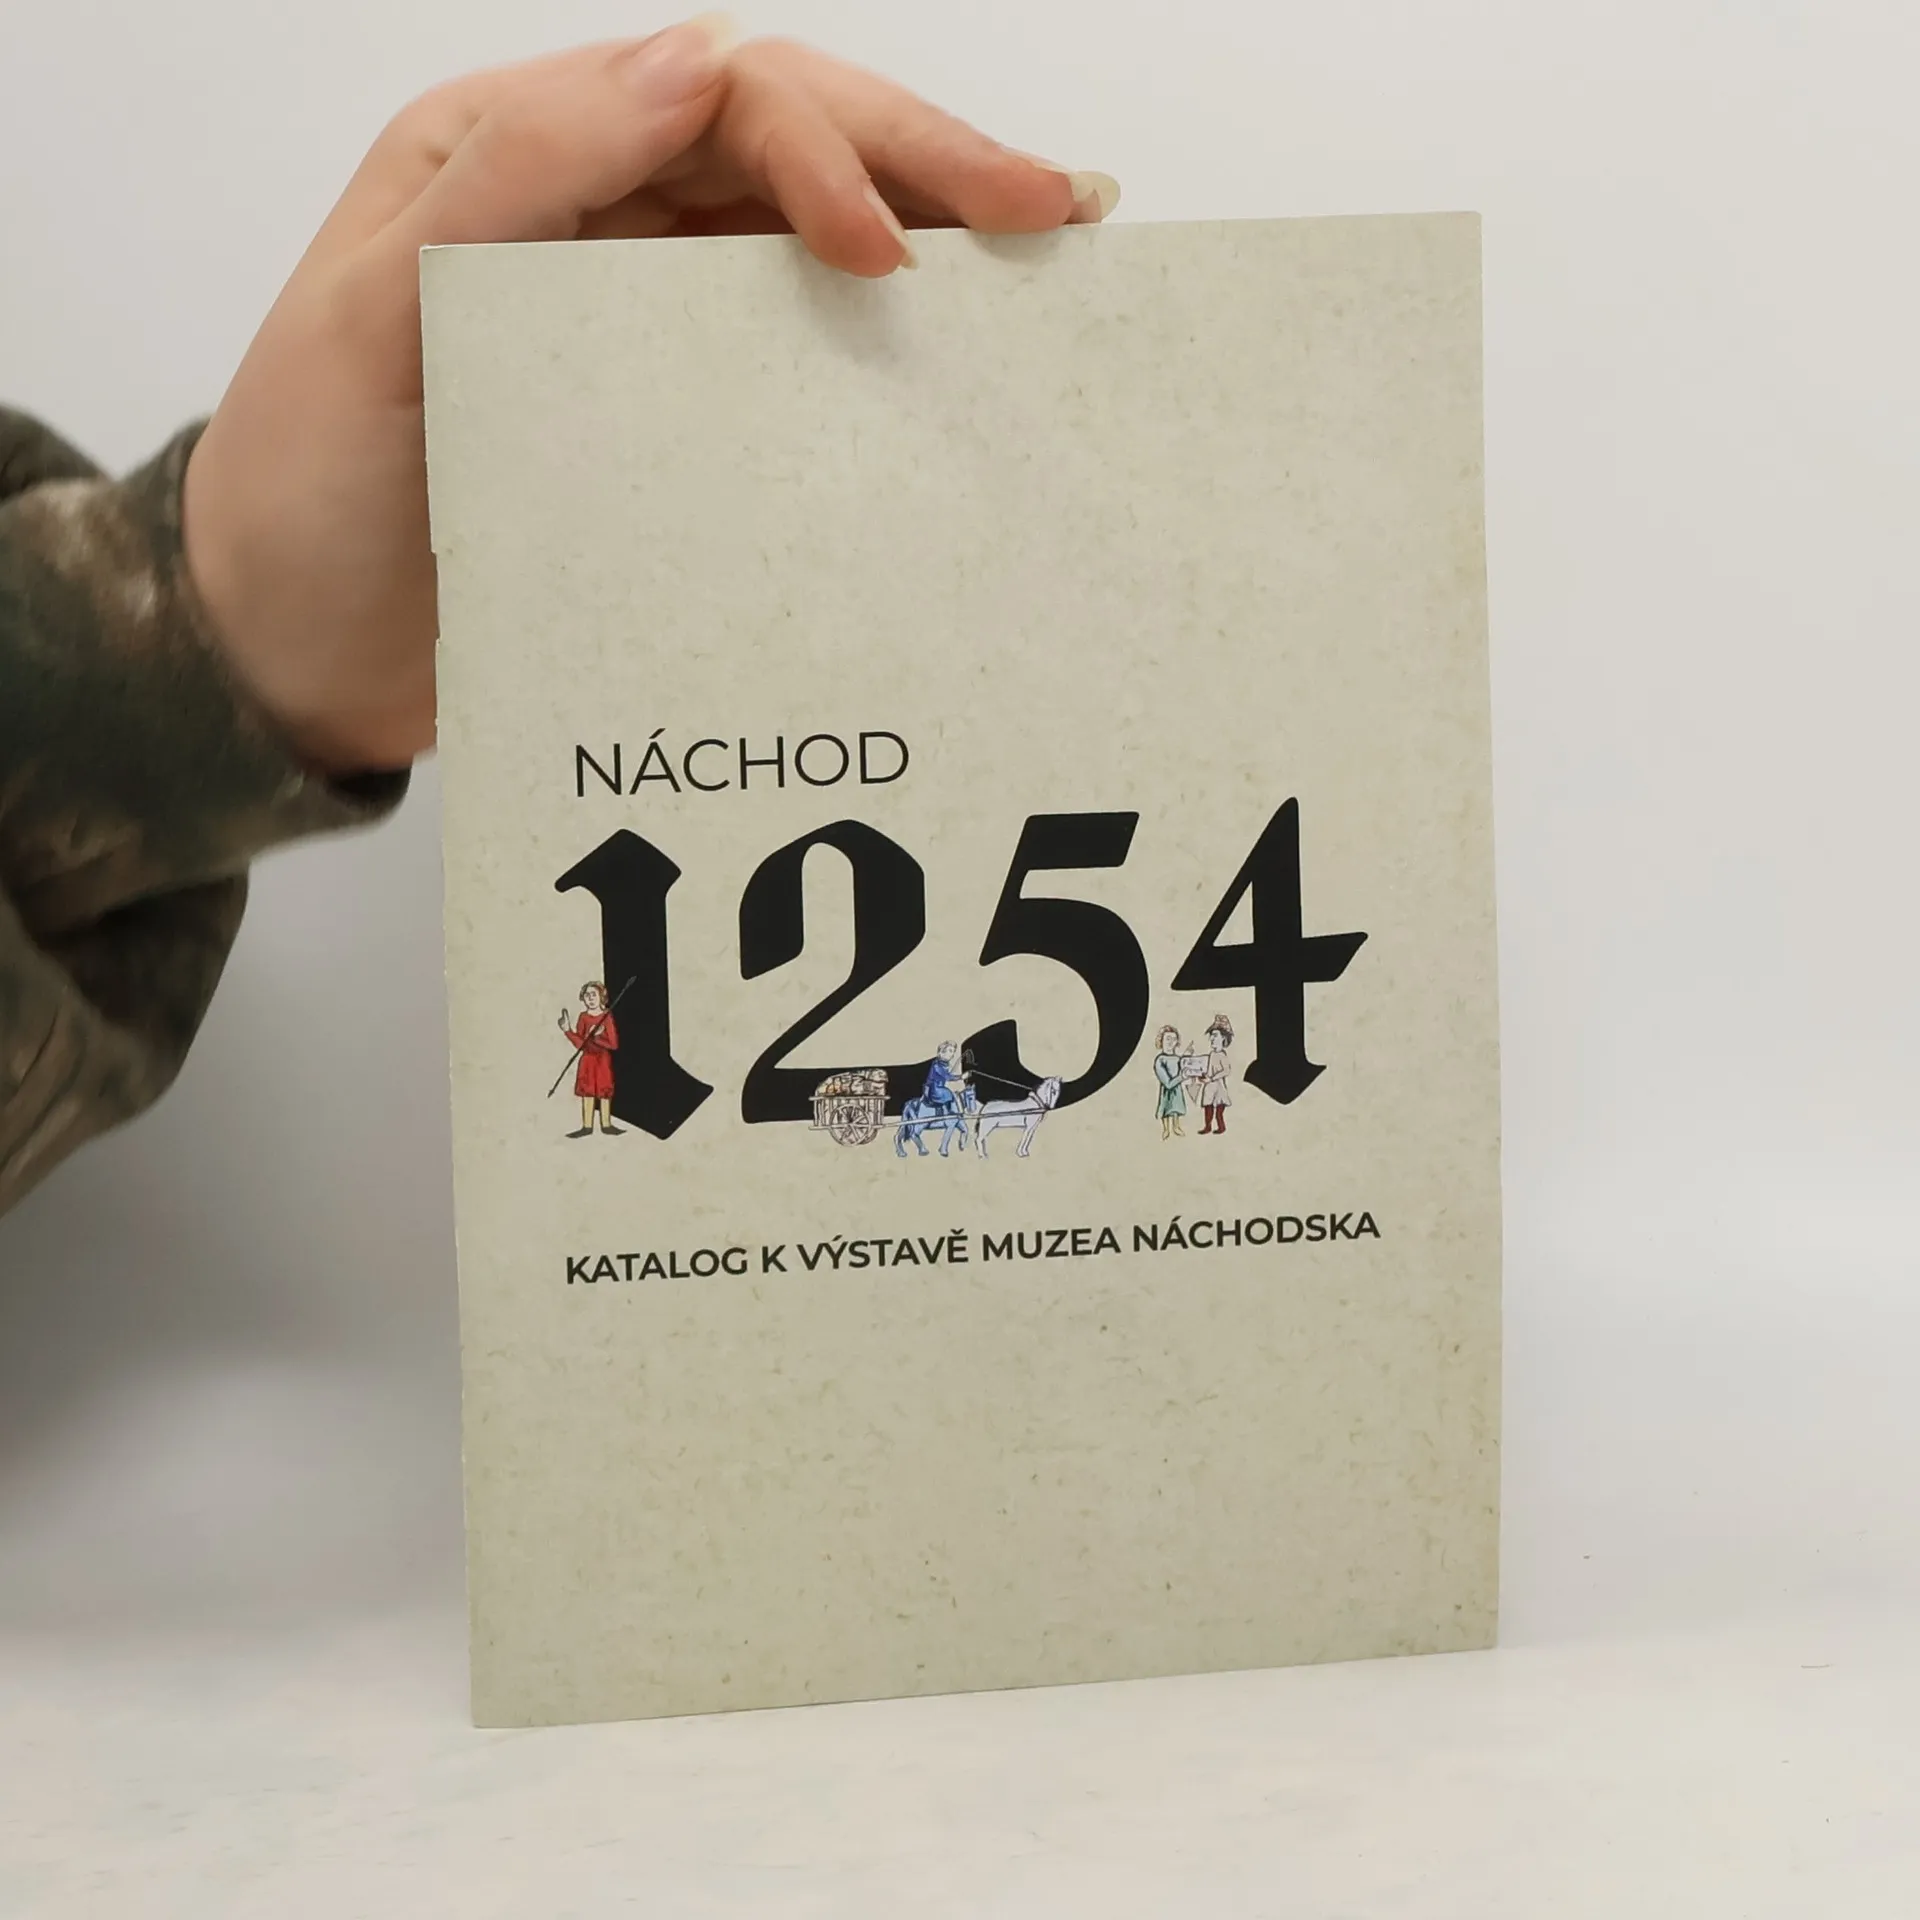 NÁCHOD
1254
KATALOG K VÝSTAVĚ MUZEA NÁCHODSKA